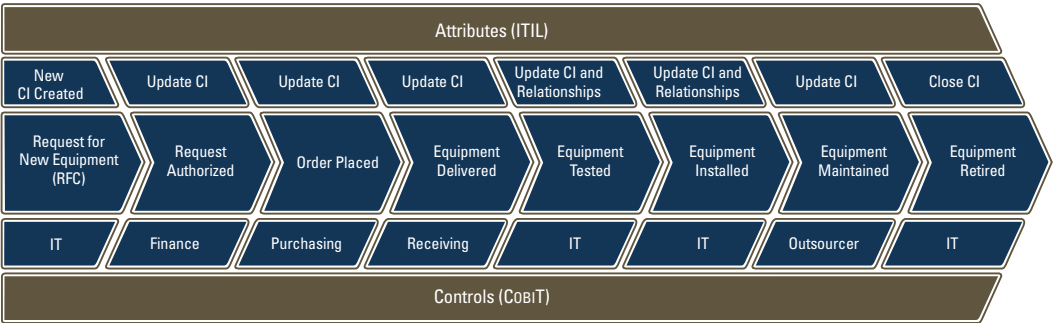 Attributes (ITIL)
New
CI Created
Update CI
Update CI
Update CI
Update CI and
Relationships
Update CI and
Relationships
Update CI
Close CI
Request for
New Equipment
(RFC)
Request
Authorized
Order Placed
Equipment
Delivered
Equipment
Tested
Equipment
Installed
Equipment
Maintained
Equipment
Retired
IT
Finance
Purchasing
Receiving
IT
IT
Outsourcer
IT
Controls (COBIT)